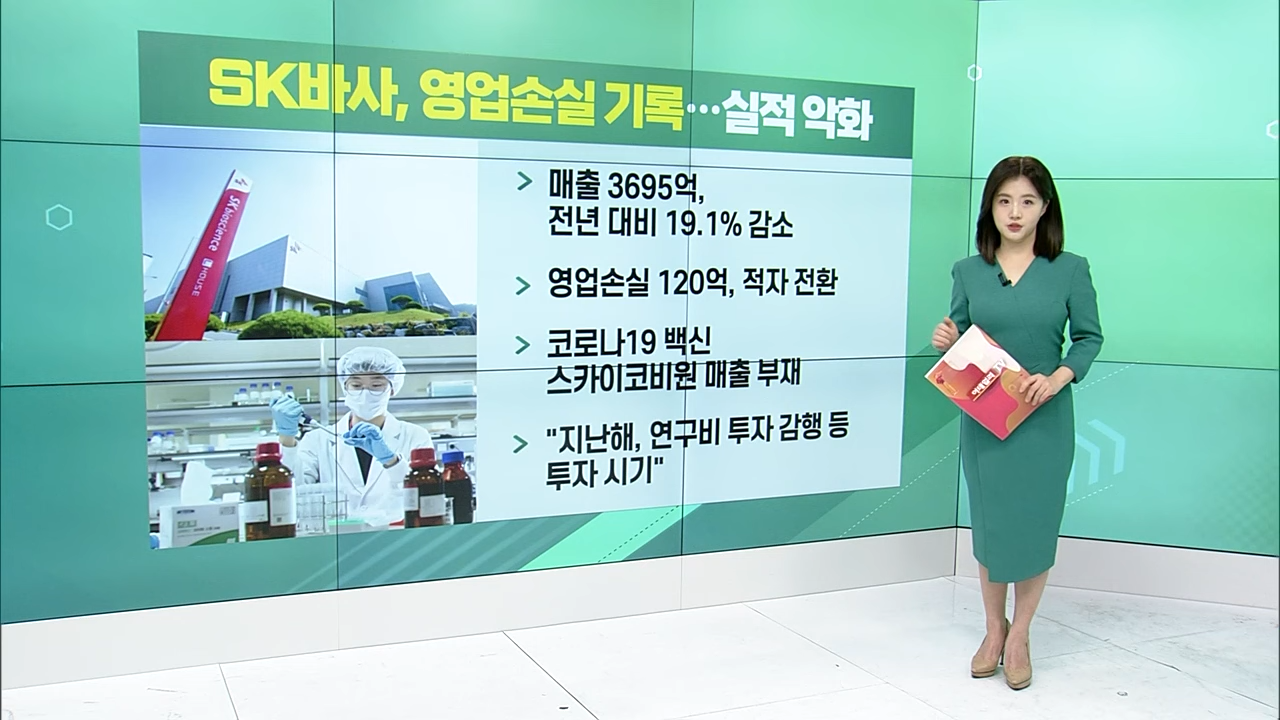 SK바사, 영업손실 기록…실적 악화
SK bioscience
L HOUSE
매출 3695억,
전년 대비 19.1% 감소
영업손실 120억, 적자 전환
코로나19 백신
스카이코비원 매출 부재
"지난해, 연구비 투자 감행 등
투자 시기"